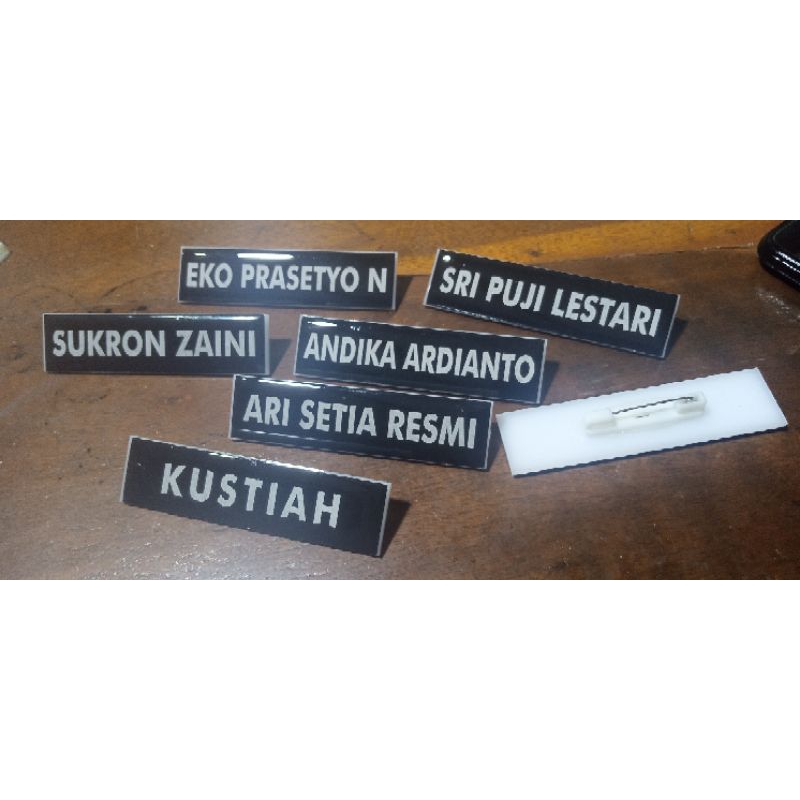 EKO PRASETYO N
SRI PUJI LESTARI
SUKRON ZAINI
ANDIKA ARDIANTO
ARI SETIA RESMI
KUSTIAH